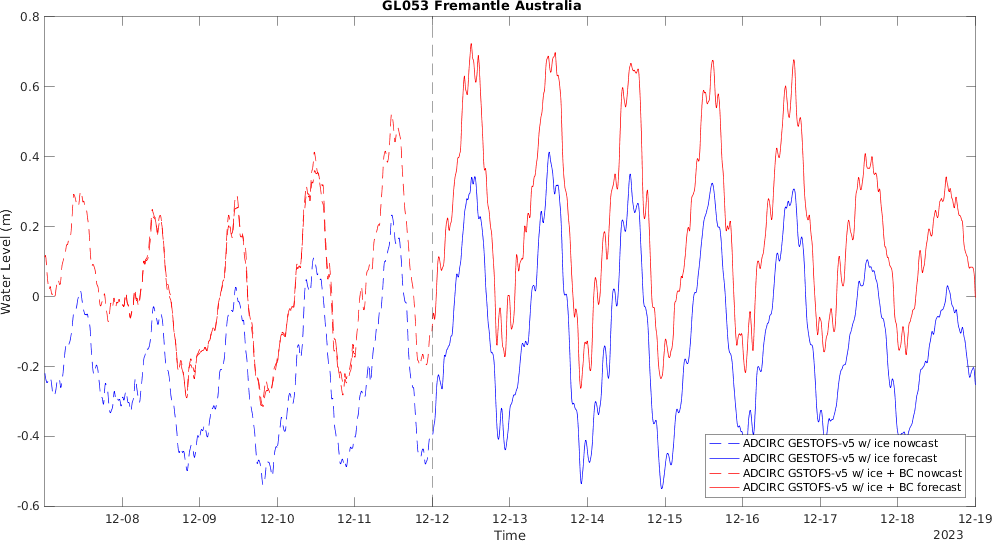 GL053 Fremantle Australia
0.8
0.6
0.4
0.2
0
-0.2
-0.4
-0.6
Water Level (m)
ADCIRC GESTOFS-v5 w/ ice nowcast
ADCIRC GESTOFS-v5 w/ ice forecast
ADCIRC GSTOFS-v5 w/ ice + BC nowcast
ADCIRC GSTOFS-v5 w/ ice + BC forecast
12-08 12-09 12-10 12-11 12-12 12-13 12-14 12-15 12-16 12-17 12-18 12-19
Time
2023